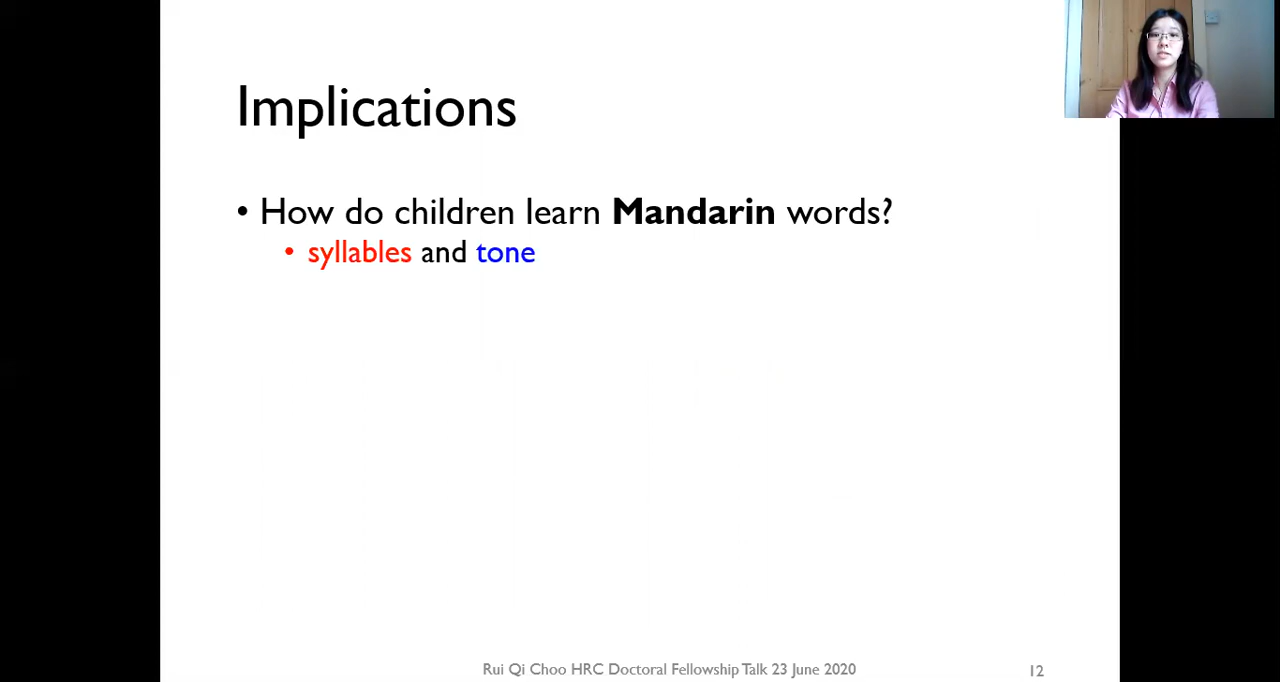 Implications
• How do children learn Mandarin words?
• syllables and tone
Rui Qi Choo HRC Doctoral Fellowship Talk 23 June 2020
12